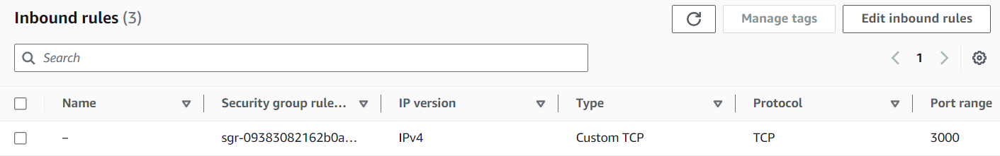 Inbound rules (3) Manage tags Edit inbound rules
Search 1
Name Security group rule... IP version Type Protocol Port range
– sgr-09383082162b0a... IPv4 Custom TCP TCP 3000